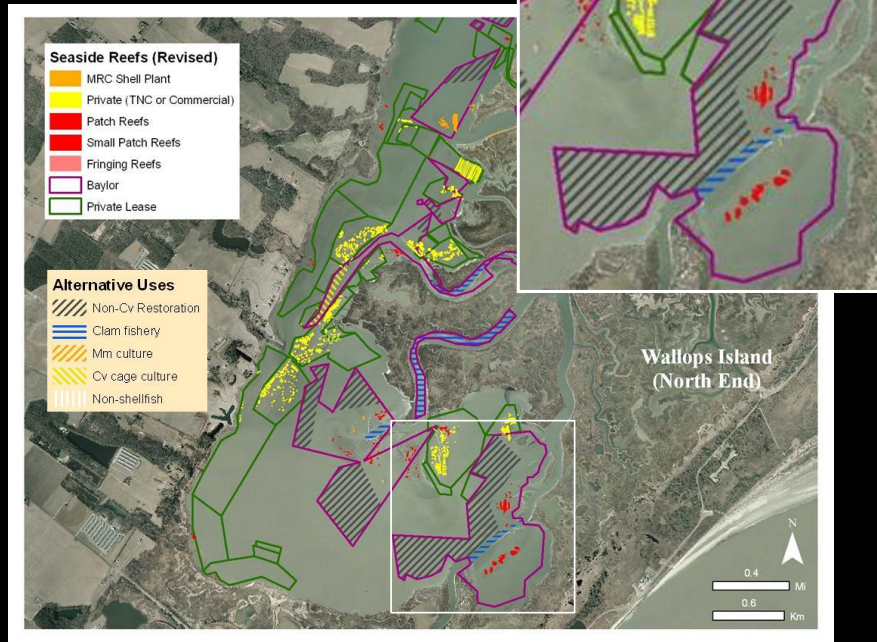 Seaside Reefs (Revised)
MRC Shell Plant
Private (TNC or Commercial)
Patch Reefs
Small Patch Reefs
Fringing Reefs
Baylor
Private Lease
Alternative Uses
Non-Cv Restoration
Clam fishery
Mm culture
Cv cage culture
Non-shellfish
Wallops Island
(North End)
N
0.4
Mi
0.6
Km